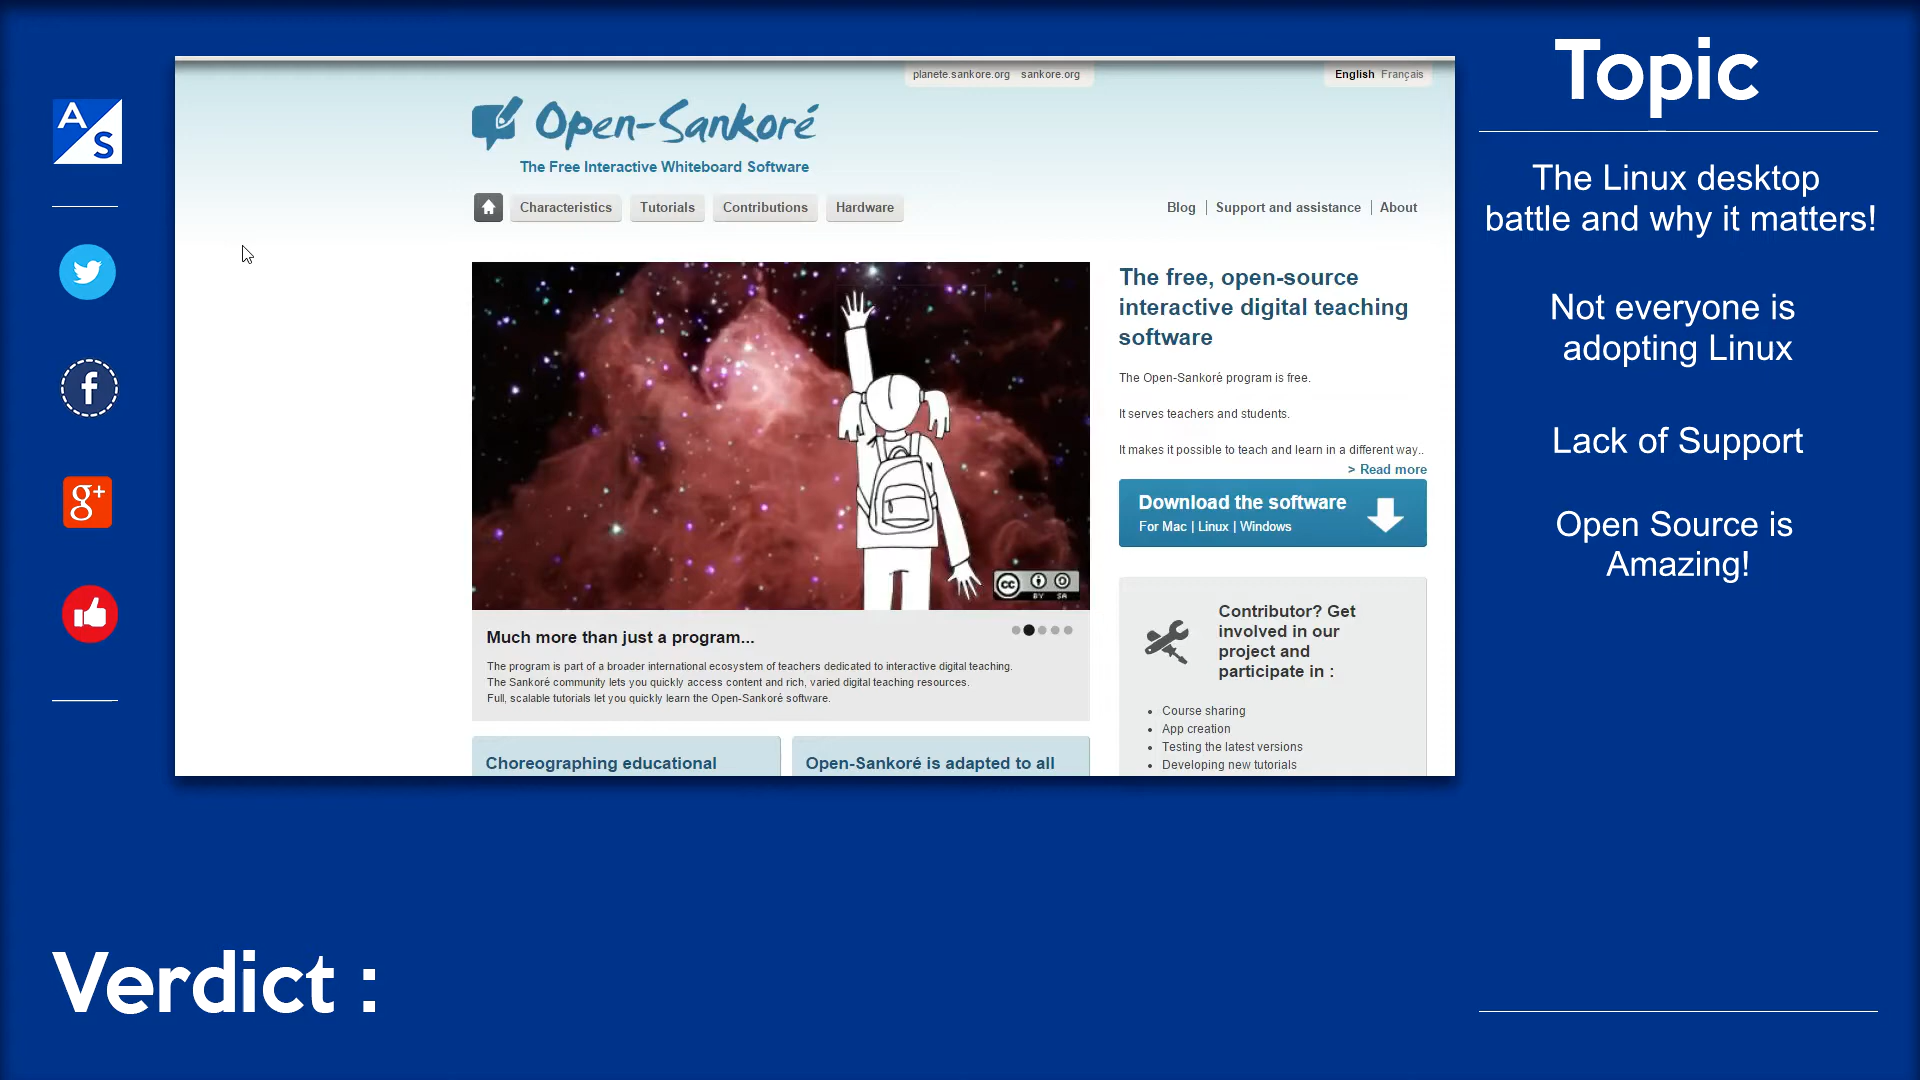 Topic
The Linux desktop
battle and why it matters!
Not everyone is
adopting Linux
Lack of Support
Open Source is
Amazing!
A
S
f
g+
planete.sankore.org sankore.org
English Français
Open-Sankoré
The Free Interactive Whiteboard Software
Characteristics Tutorials Contributions Hardware
Blog Support and assistance About
The free, open-source
interactive digital teaching
software
The Open-Sankoré program is free.
It serves teachers and students.
It makes it possible to teach and learn in a different way..
> Read more
Download the software
For Mac | Linux | Windows
cc BY SA
Much more than just a program...
The program is part of a broader international ecosystem of teachers dedicated to interactive digital teaching.
The Sankoré community lets you quickly access content and rich, varied digital teaching resources.
Full, scalable tutorials let you quickly learn the Open-Sankoré software.
Contributor? Get
involved in our
project and
participate in :
Course sharing
App creation
Testing the latest versions
Developing new tutorials
Choreographing educational
Open-Sankoré is adapted to all
Verdict :